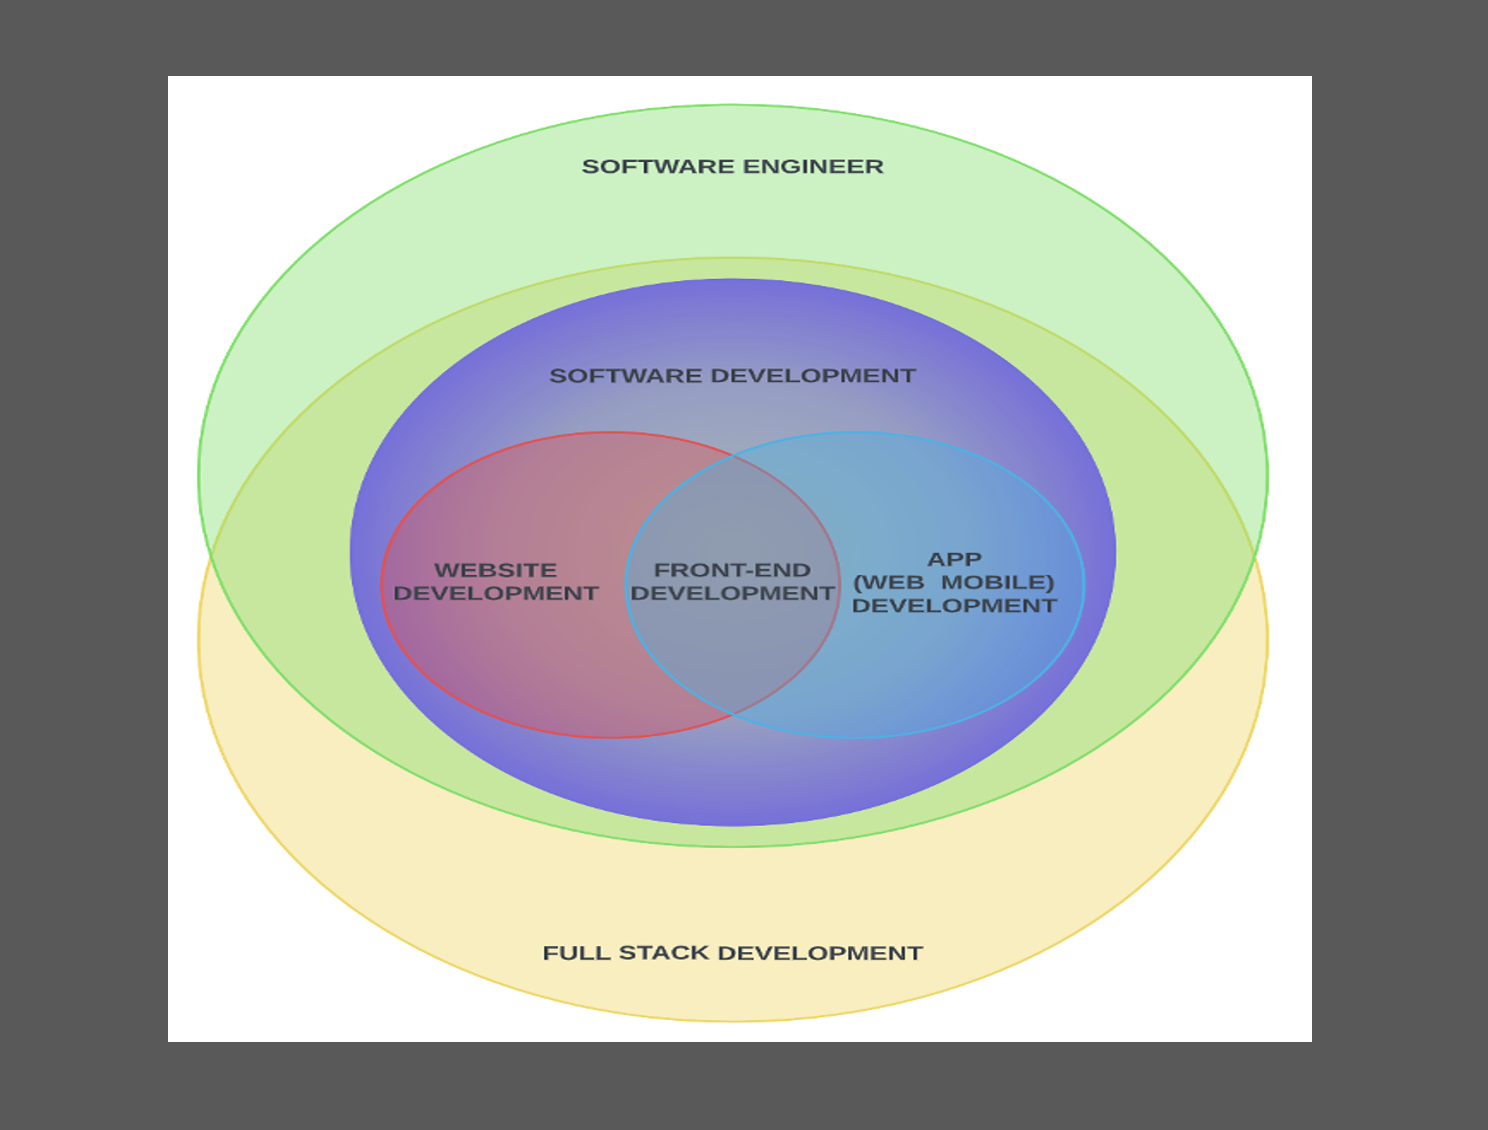 SOFTWARE ENGINEER
SOFTWARE DEVELOPMENT
WEBSITE
DEVELOPMENT
FRONT-END
DEVELOPMENT
APP
(WEB  MOBILE)
DEVELOPMENT
FULL STACK DEVELOPMENT